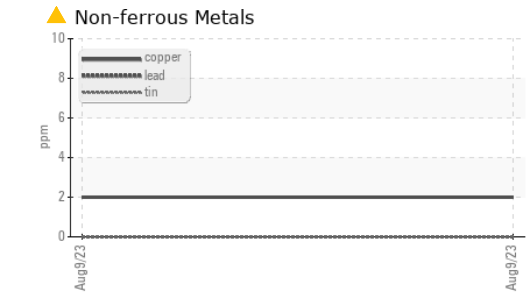 Non-ferrous Metals
10
8
6
4
2
0
ppm
copper
lead
tin
Aug9/23
Aug9/23